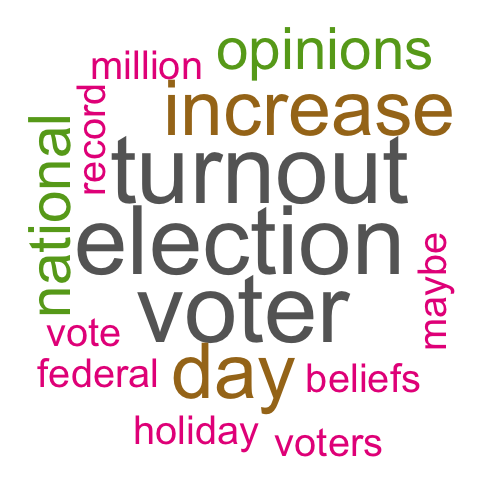 opinions
million
increase
record
turnout
national
election
maybe
voter
vote
day
federal
beliefs
holiday
voters